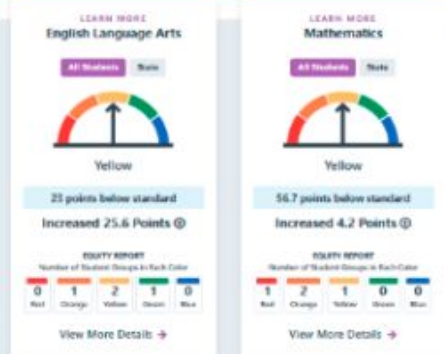 LEARN MORE
English Language Arts
All Students State
Yellow
23 points below standard
Increased 25.6 Points
EQUITY REPORT
Number of Student Groups in Each Color
0 1 2 1 0
Red Orange Yellow Green Blue
View More Details →
LEARN MORE
Mathematics
All Students State
Yellow
56.7 points below standard
Increased 4.2 Points
EQUITY REPORT
Number of Student Groups in Each Color
1 2 1 0 0
Red Orange Yellow Green Blue
View More Details →